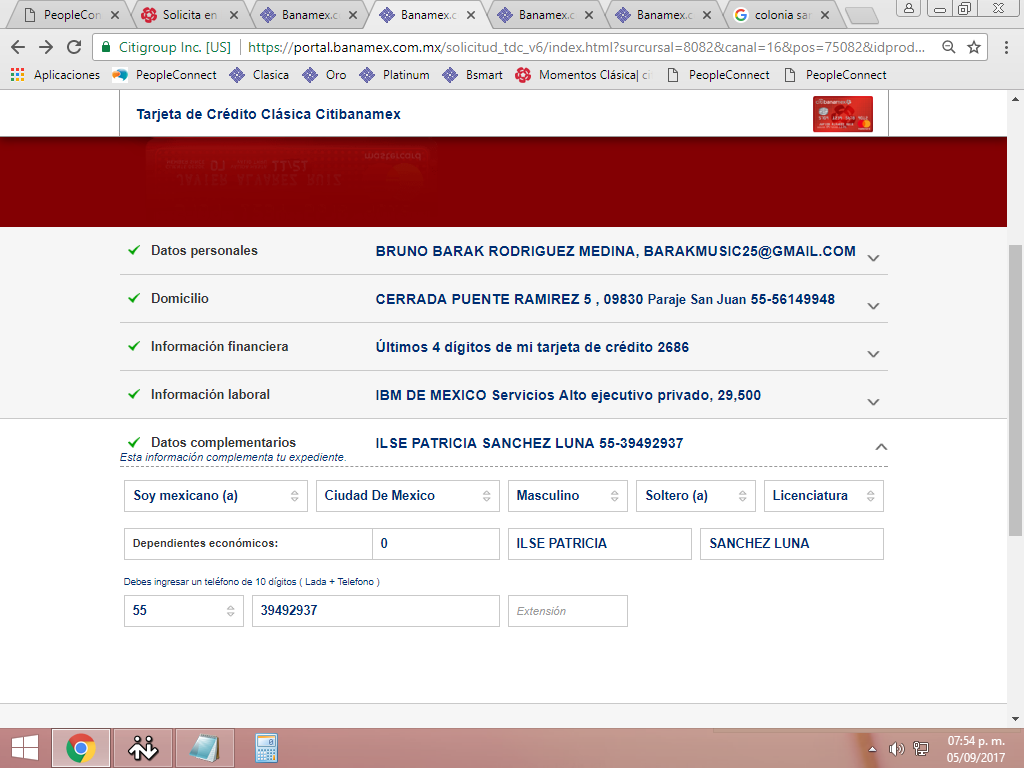 PeopleCon
Solicita en
Banamex.c
Banamex.c
Banamex.c
Banamex.c
colonia sar
Citigroup Inc. [US]
https://portal.banamex.com.mx/solicitud_tdc_v6/index.html?surcursal=8082&canal=16&pos=75082&idprod...
Aplicaciones
PeopleConnect
Clasica
Oro
Platinum
Bsmart
Momentos Clásica| ci
PeopleConnect
PeopleConnect
Tarjeta de Crédito Clásica Citibanamex
Datos personales
BRUNO BARAK RODRIGUEZ MEDINA, BARAKMUSIC25@GMAIL.COM
Domicilio
CERRADA PUENTE RAMIREZ 5 , 09830 Paraje San Juan 55-56149948
Información financiera
Últimos 4 dígitos de mi tarjeta de crédito 2686
Información laboral
IBM DE MEXICO Servicios Alto ejecutivo privado, 29,500
Datos complementarios
ILSE PATRICIA SANCHEZ LUNA 55-39492937
Esta información complementa tu expediente.
Soy mexicano (a)
Ciudad De Mexico
Masculino
Soltero (a)
Licenciatura
Dependientes económicos:
0
ILSE PATRICIA
SANCHEZ LUNA
Debes ingresar un teléfono de 10 dígitos ( Lada + Telefono )
55
39492937
Extensión
07:54 p. m.
05/09/2017